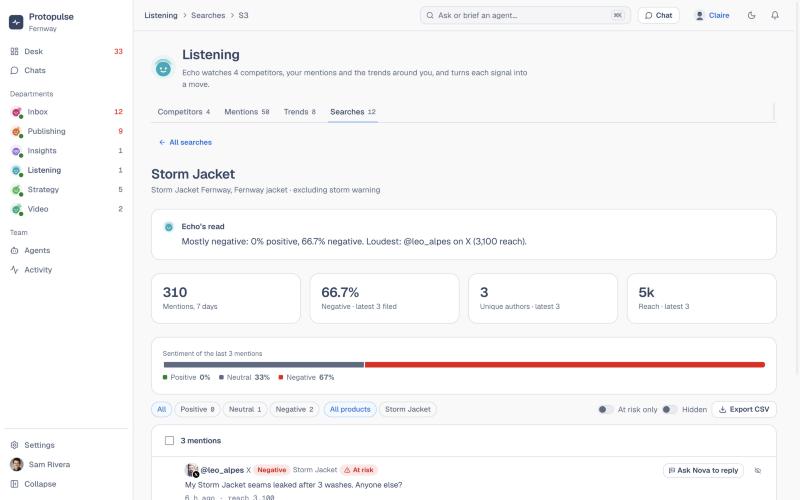 Protopulse
Fernway
Desk 33
Chats
Departments
Inbox 12
Publishing 9
Insights 1
Listening 1
Strategy 5
Video 2
Team
Agents
Activity
Settings
Sam Rivera
Collapse
Listening > Searches > S3
Ask or brief an agent... ⌘K
Chat
Claire
Listening
Echo watches 4 competitors, your mentions and the trends around you, and turns each signal into
a move.
Competitors 4 Mentions 50 Trends 8 Searches 12
← All searches
Storm Jacket
Storm Jacket Fernway, Fernway jacket · excluding storm warning
Echo's read
Mostly negative: 0% positive, 66.7% negative. Loudest: @leo_alpes on X (3,100 reach).
310
Mentions, 7 days
66.7%
Negative · latest 3 filed
3
Unique authors · latest 3
5k
Reach · latest 3
Sentiment of the last 3 mentions
Positive 0% Neutral 33% Negative 67%
All Positive 0 Neutral 1 Negative 2 All products Storm Jacket At risk only Hidden Export CSV
3 mentions
@leo_alpes X Negative Storm Jacket At risk Ask Nova to reply
My Storm Jacket seams leaked after 3 washes. Anyone else?
6 h ago · reach 3,100